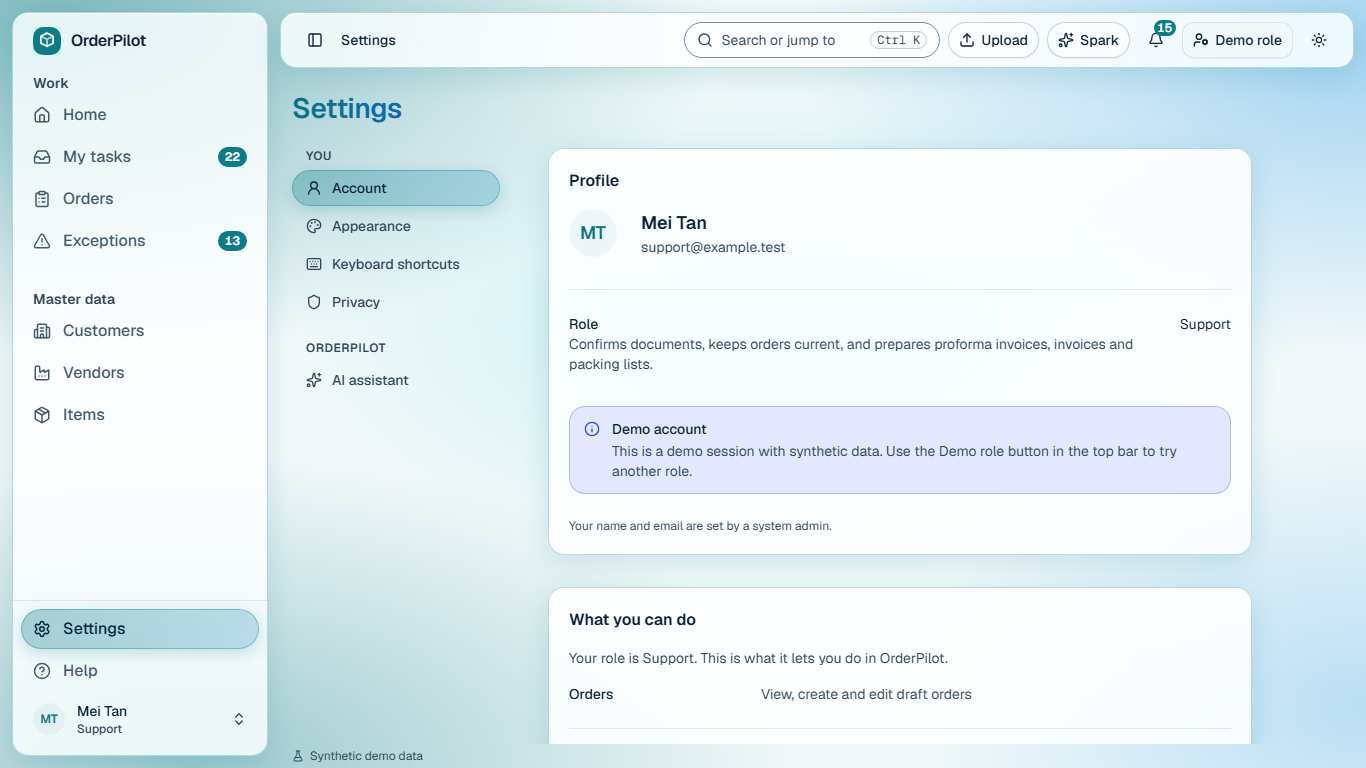 OrderPilot
Work
Home
My tasks
22
Orders
Exceptions
13
Master data
Customers
Vendors
Items
Settings
Help
MT
Mei Tan
Support
Settings
Search or jump to
Ctrl K
Upload
Spark
15
Demo role
Settings
YOU
Account
Appearance
Keyboard shortcuts
Privacy
ORDERPILOT
AI assistant
Profile
MT
Mei Tan
support@example.test
Role
Support
Confirms documents, keeps orders current, and prepares proforma invoices, invoices and
packing lists.
Demo account
This is a demo session with synthetic data. Use the Demo role button in the top bar to try
another role.
Your name and email are set by a system admin.
What you can do
Your role is Support. This is what it lets you do in OrderPilot.
Orders
View, create and edit draft orders
Synthetic demo data